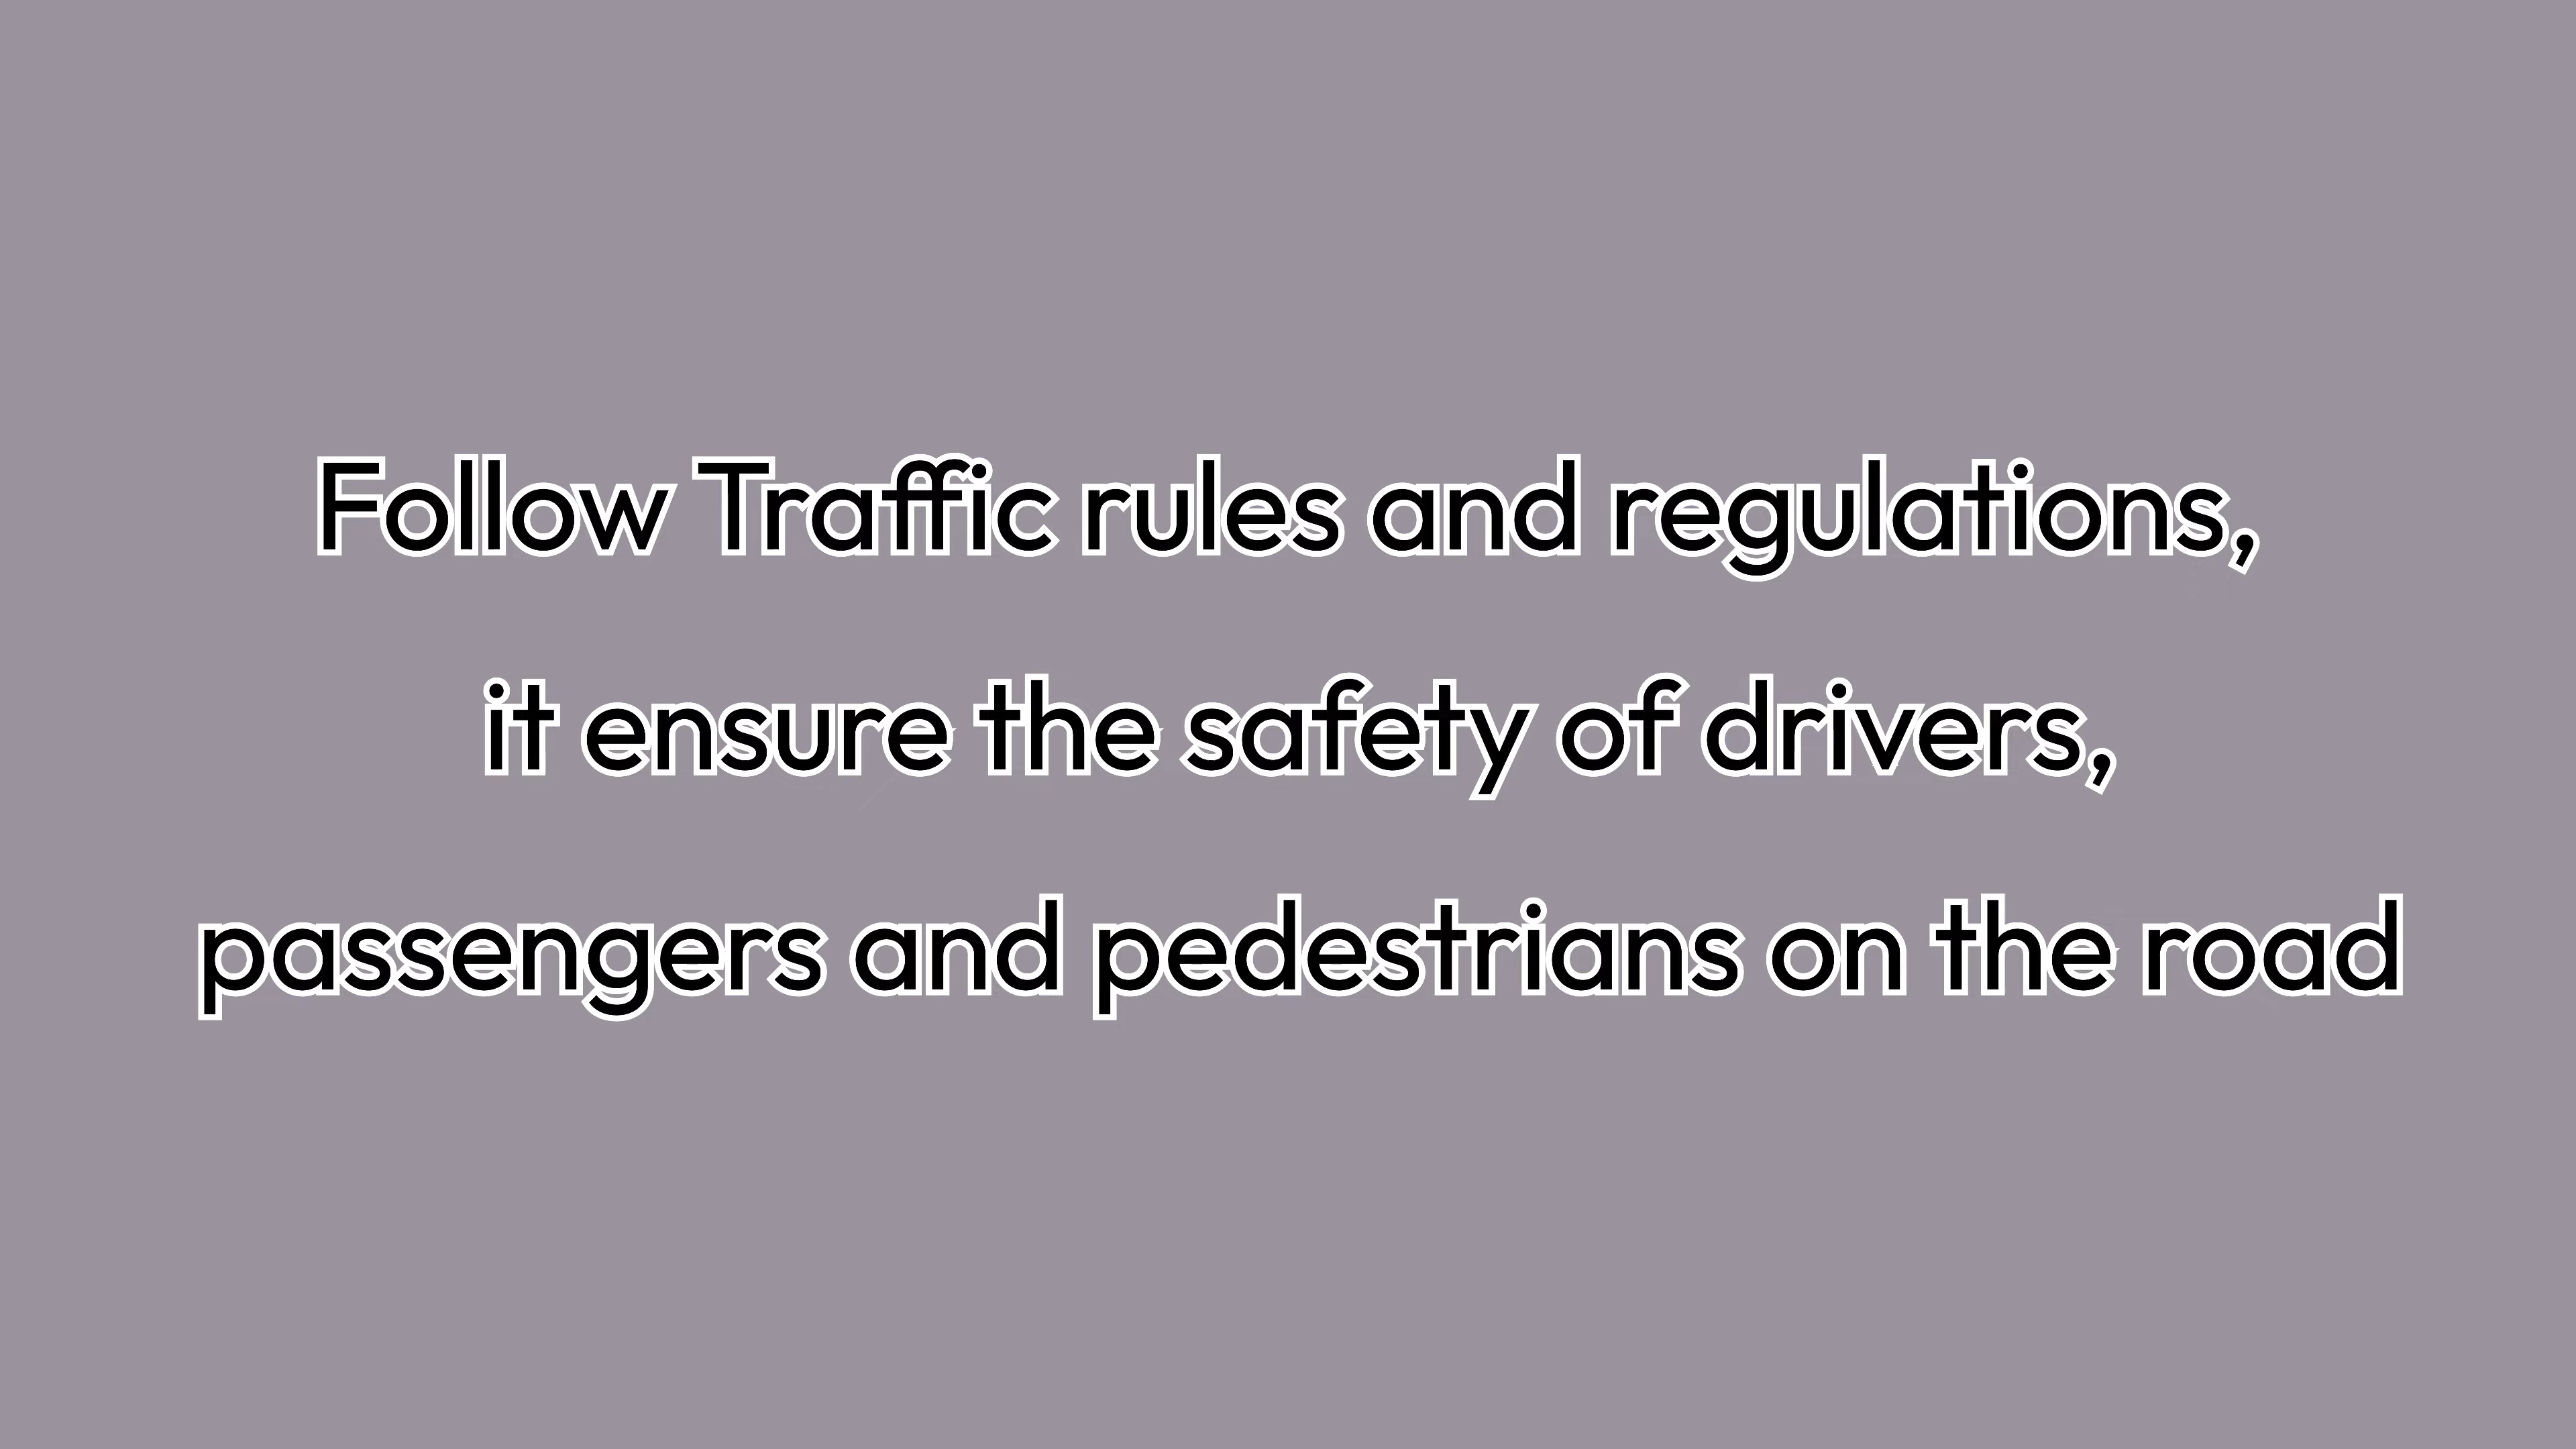 Follow Traffic rules and regulations,
it ensure the safety of drivers,
passengers and pedestrians on the road